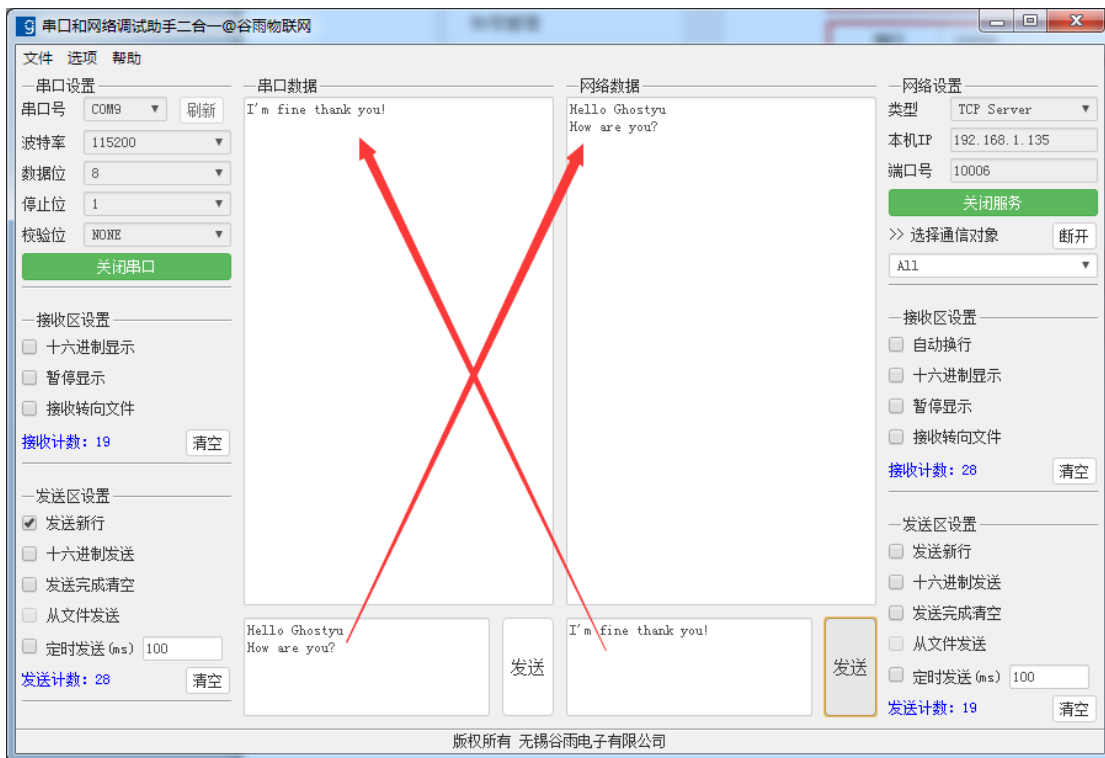 串口和网络调试助手二合一@谷雨物联网
文件 选项 帮助
串口设置
串口号 COM9 刷新
波特率 115200
数据位 8
停止位 1
校验位 NONE
关闭串口
接收区设置
十六进制显示
暂停显示
接收转向文件
接收计数: 19 清空
发送区设置
发送新行
十六进制发送
发送完成清空
从文件发送
定时发送(ms) 100
发送计数: 28 清空
串口数据
I'm fine thank you!
Hello Ghostyu
How are you?
发送
网络数据
Hello Ghostyu
How are you?
I'm fine thank you!
发送
网络设置
类型 TCP Server
本机IP 192.168.1.135
端口号 10006
关闭服务
>> 选择通信对象 断开
All
接收区设置
自动换行
十六进制显示
暂停显示
接收转向文件
接收计数: 28 清空
发送区设置
发送新行
十六进制发送
发送完成清空
从文件发送
定时发送(ms) 100
发送计数: 19 清空
版权所有 无锡谷雨电子有限公司